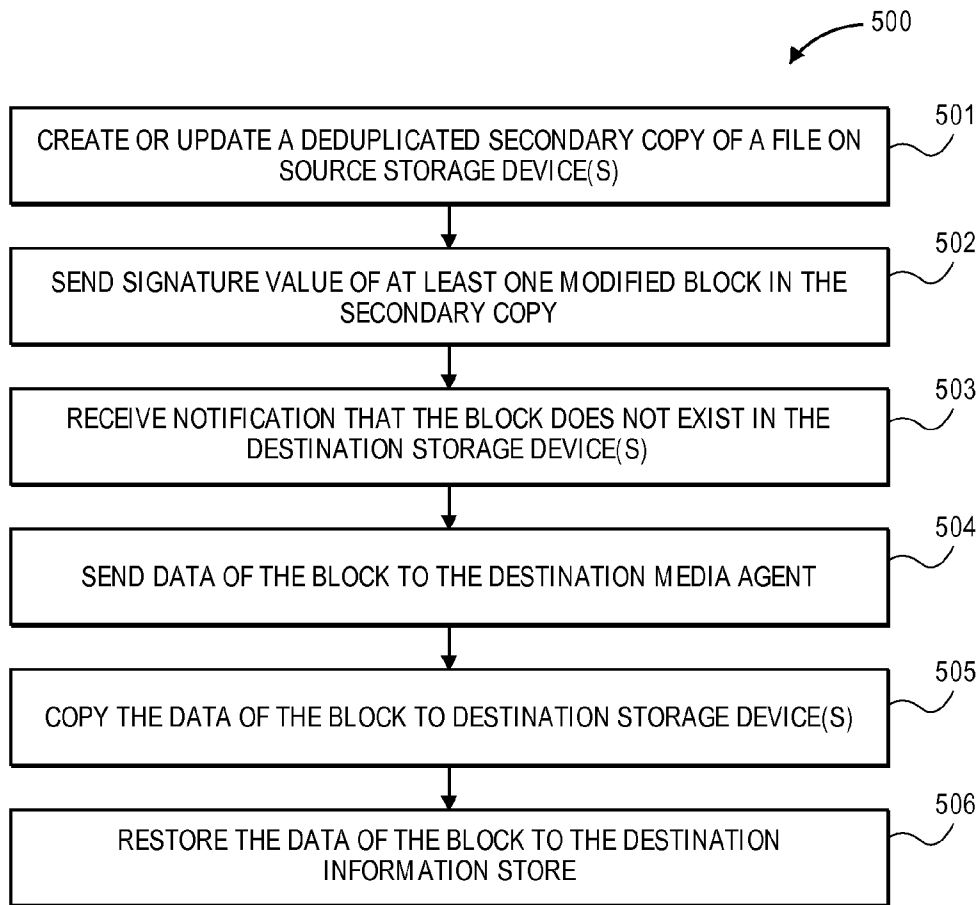 500
501
CREATE OR UPDATE A DEDUPLICATED SECONDARY COPY OF A FILE ON
SOURCE STORAGE DEVICE(S)
502
SEND SIGNATURE VALUE OF AT LEAST ONE MODIFIED BLOCK IN THE
SECONDARY COPY
503
RECEIVE NOTIFICATION THAT THE BLOCK DOES NOT EXIST IN THE
DESTINATION STORAGE DEVICE(S)
504
SEND DATA OF THE BLOCK TO THE DESTINATION MEDIA AGENT
505
COPY THE DATA OF THE BLOCK TO DESTINATION STORAGE DEVICE(S)
506
RESTORE THE DATA OF THE BLOCK TO THE DESTINATION
INFORMATION STORE